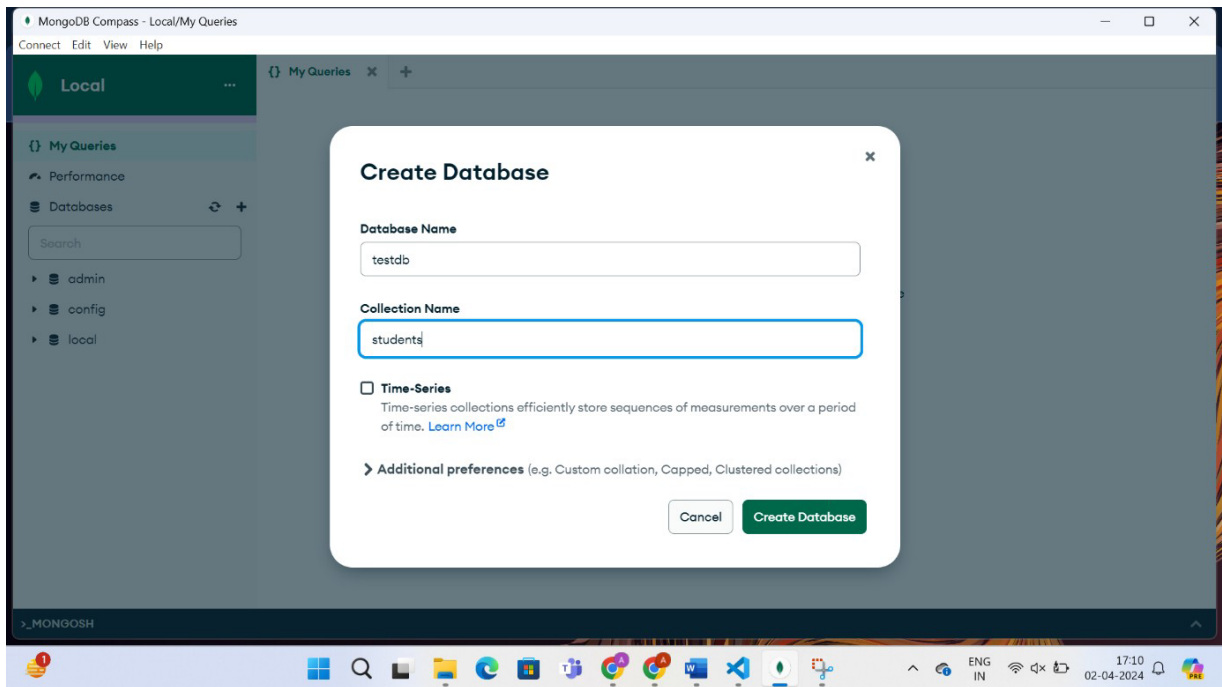 MongoDB Compass - Local/My Queries
Connect Edit View Help
Local ...
{} My Queries
{} My Queries
Performance
Databases
Search
admin
config
local
Create Database
Database Name
testdb
Collection Name
students
Time-Series
Time-series collections efficiently store sequences of measurements over a period
of time. Learn More
Additional preferences (e.g. Custom collation, Capped, Clustered collections)
Cancel Create Database
>_MONGOSH
1
A A
W
ENG
IN
17:10
02-04-2024
PRE